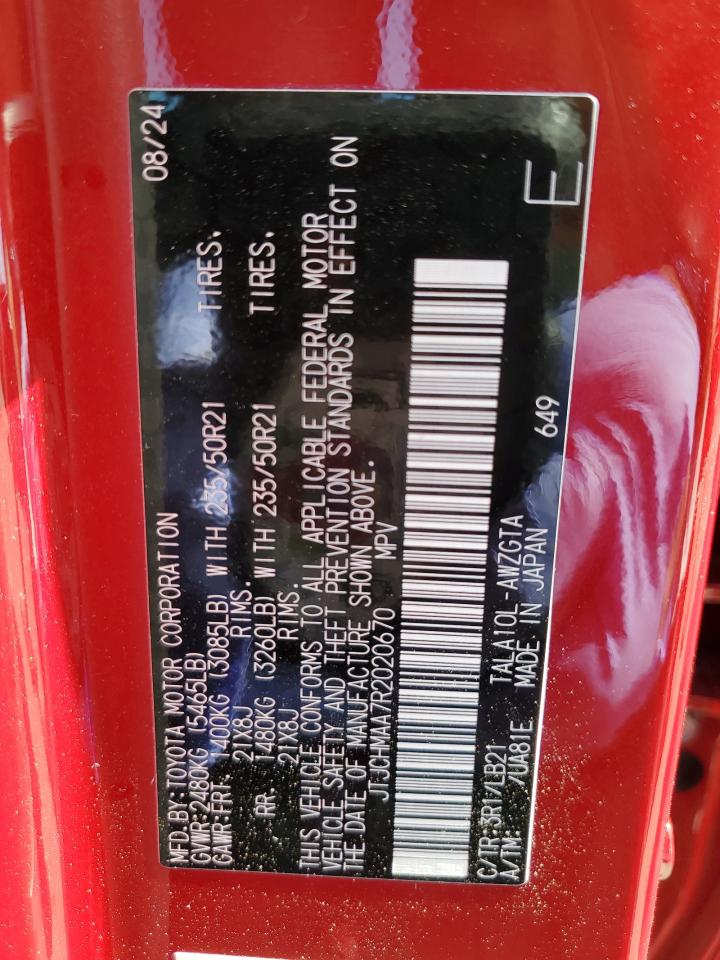 MFD.BY:TOYOTA MOTOR CORPORATION 08/24
GVWR:2480KG (5465LB)
GAWR:FRT. 1400KG (3085LB) WITH 235/50R21 TIRES.
21X8J RIMS.
RR. 1480KG (3260LB) WITH 235/50R21 TIRES.
21X8J RIMS.
THIS VEHICLE CONFORMS TO ALL APPLICABLE FEDERAL MOTOR
VEHICLE SAFETY AND THEFT PREVENTION STANDARDS IN EFFECT ON
THE DATE OF MANUFACTURE SHOWN ABOVE.
JTJCHMAA7R2020670 MPV
E
C/TR:3R1/LB21 TALA10L-AWZGTA 649
A/TM: /UA81E MADE IN JAPAN